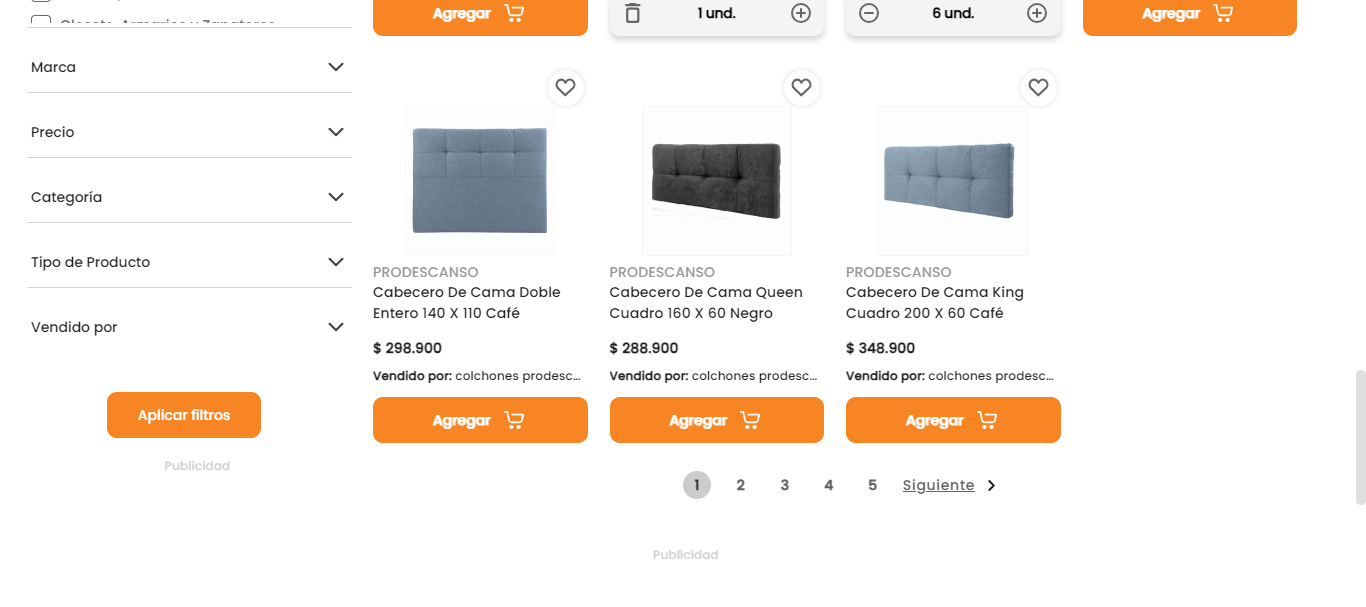 Closets, Armarios y Zapateros
Marca
Precio
Categoría
Tipo de Producto
Vendido por
Aplicar filtros
Publicidad
Agregar
1 und.
6 und.
Agregar
PRODESCANSO
Cabecero De Cama Doble
Entero 140 X 110 Café
$ 298.900
Vendido por: colchones prodesc...
Agregar
PRODESCANSO
Cabecero De Cama Queen
Cuadro 160 X 60 Negro
$ 288.900
Vendido por: colchones prodesc...
Agregar
PRODESCANSO
Cabecero De Cama King
Cuadro 200 X 60 Café
$ 348.900
Vendido por: colchones prodesc...
Agregar
1 2 3 4 5 Siguiente
Publicidad